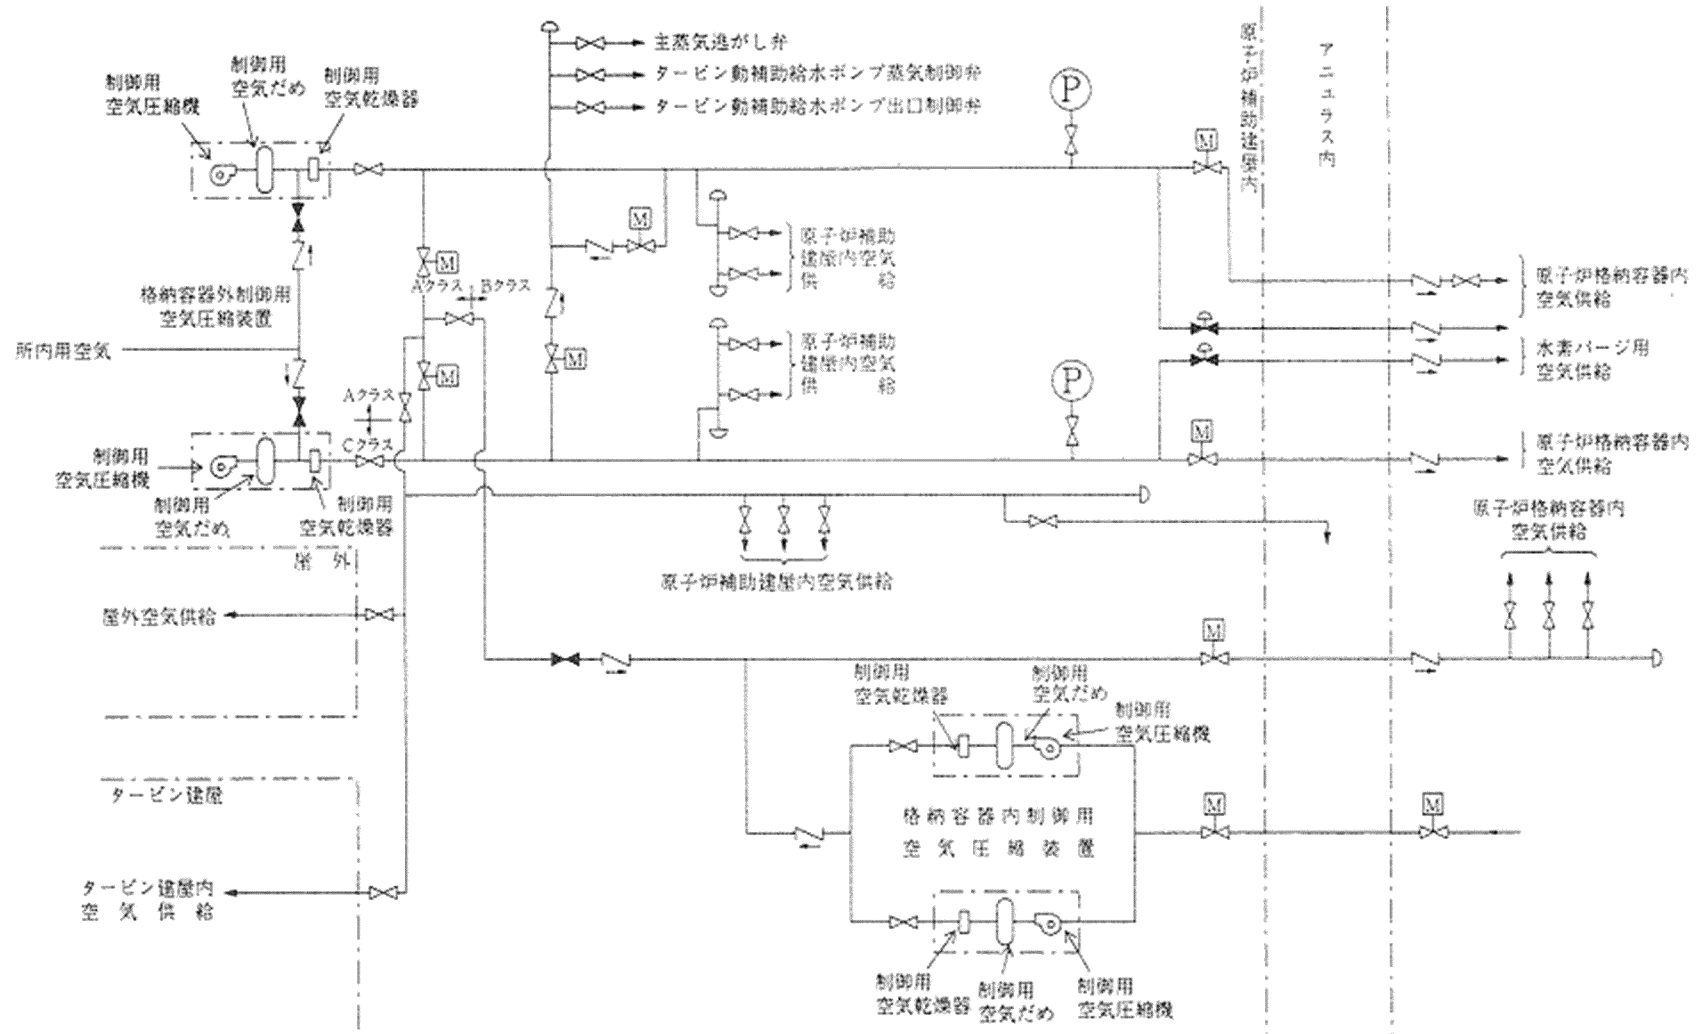 主蒸気逃がし弁
タービン動補助給水ポンプ蒸気制御弁
タービン動補助給水ポンプ出口制御弁
制御用
空気圧縮機
制御用
空気だめ
制御用
空気乾燥器
P
M
原子炉補助建屋内
アニュラス内
M
M
Aクラス
Bクラス
原子炉補助
建屋内空気
供給
格納容器外制御用
空気圧縮装置
所内用空気
原子炉格納容器内
空気供給
原子炉補助
建屋内空気
供給
M
M
P
水素パージ用
空気供給
Aクラス
Cクラス
M
原子炉格納容器内
空気供給
制御用
空気圧縮機
制御用
空気だめ
制御用
空気乾燥器
屋外
原子炉補助建屋内空気供給
原子炉格納容器内
空気供給
屋外空気供給
M
制御用
空気乾燥器
制御用
空気だめ
制御用
空気圧縮機
タービン建屋
格納容器内制御用
空気圧縮装置
M
M
タービン建屋内
空気供給
制御用
空気乾燥器
制御用
空気だめ
制御用
空気圧縮機